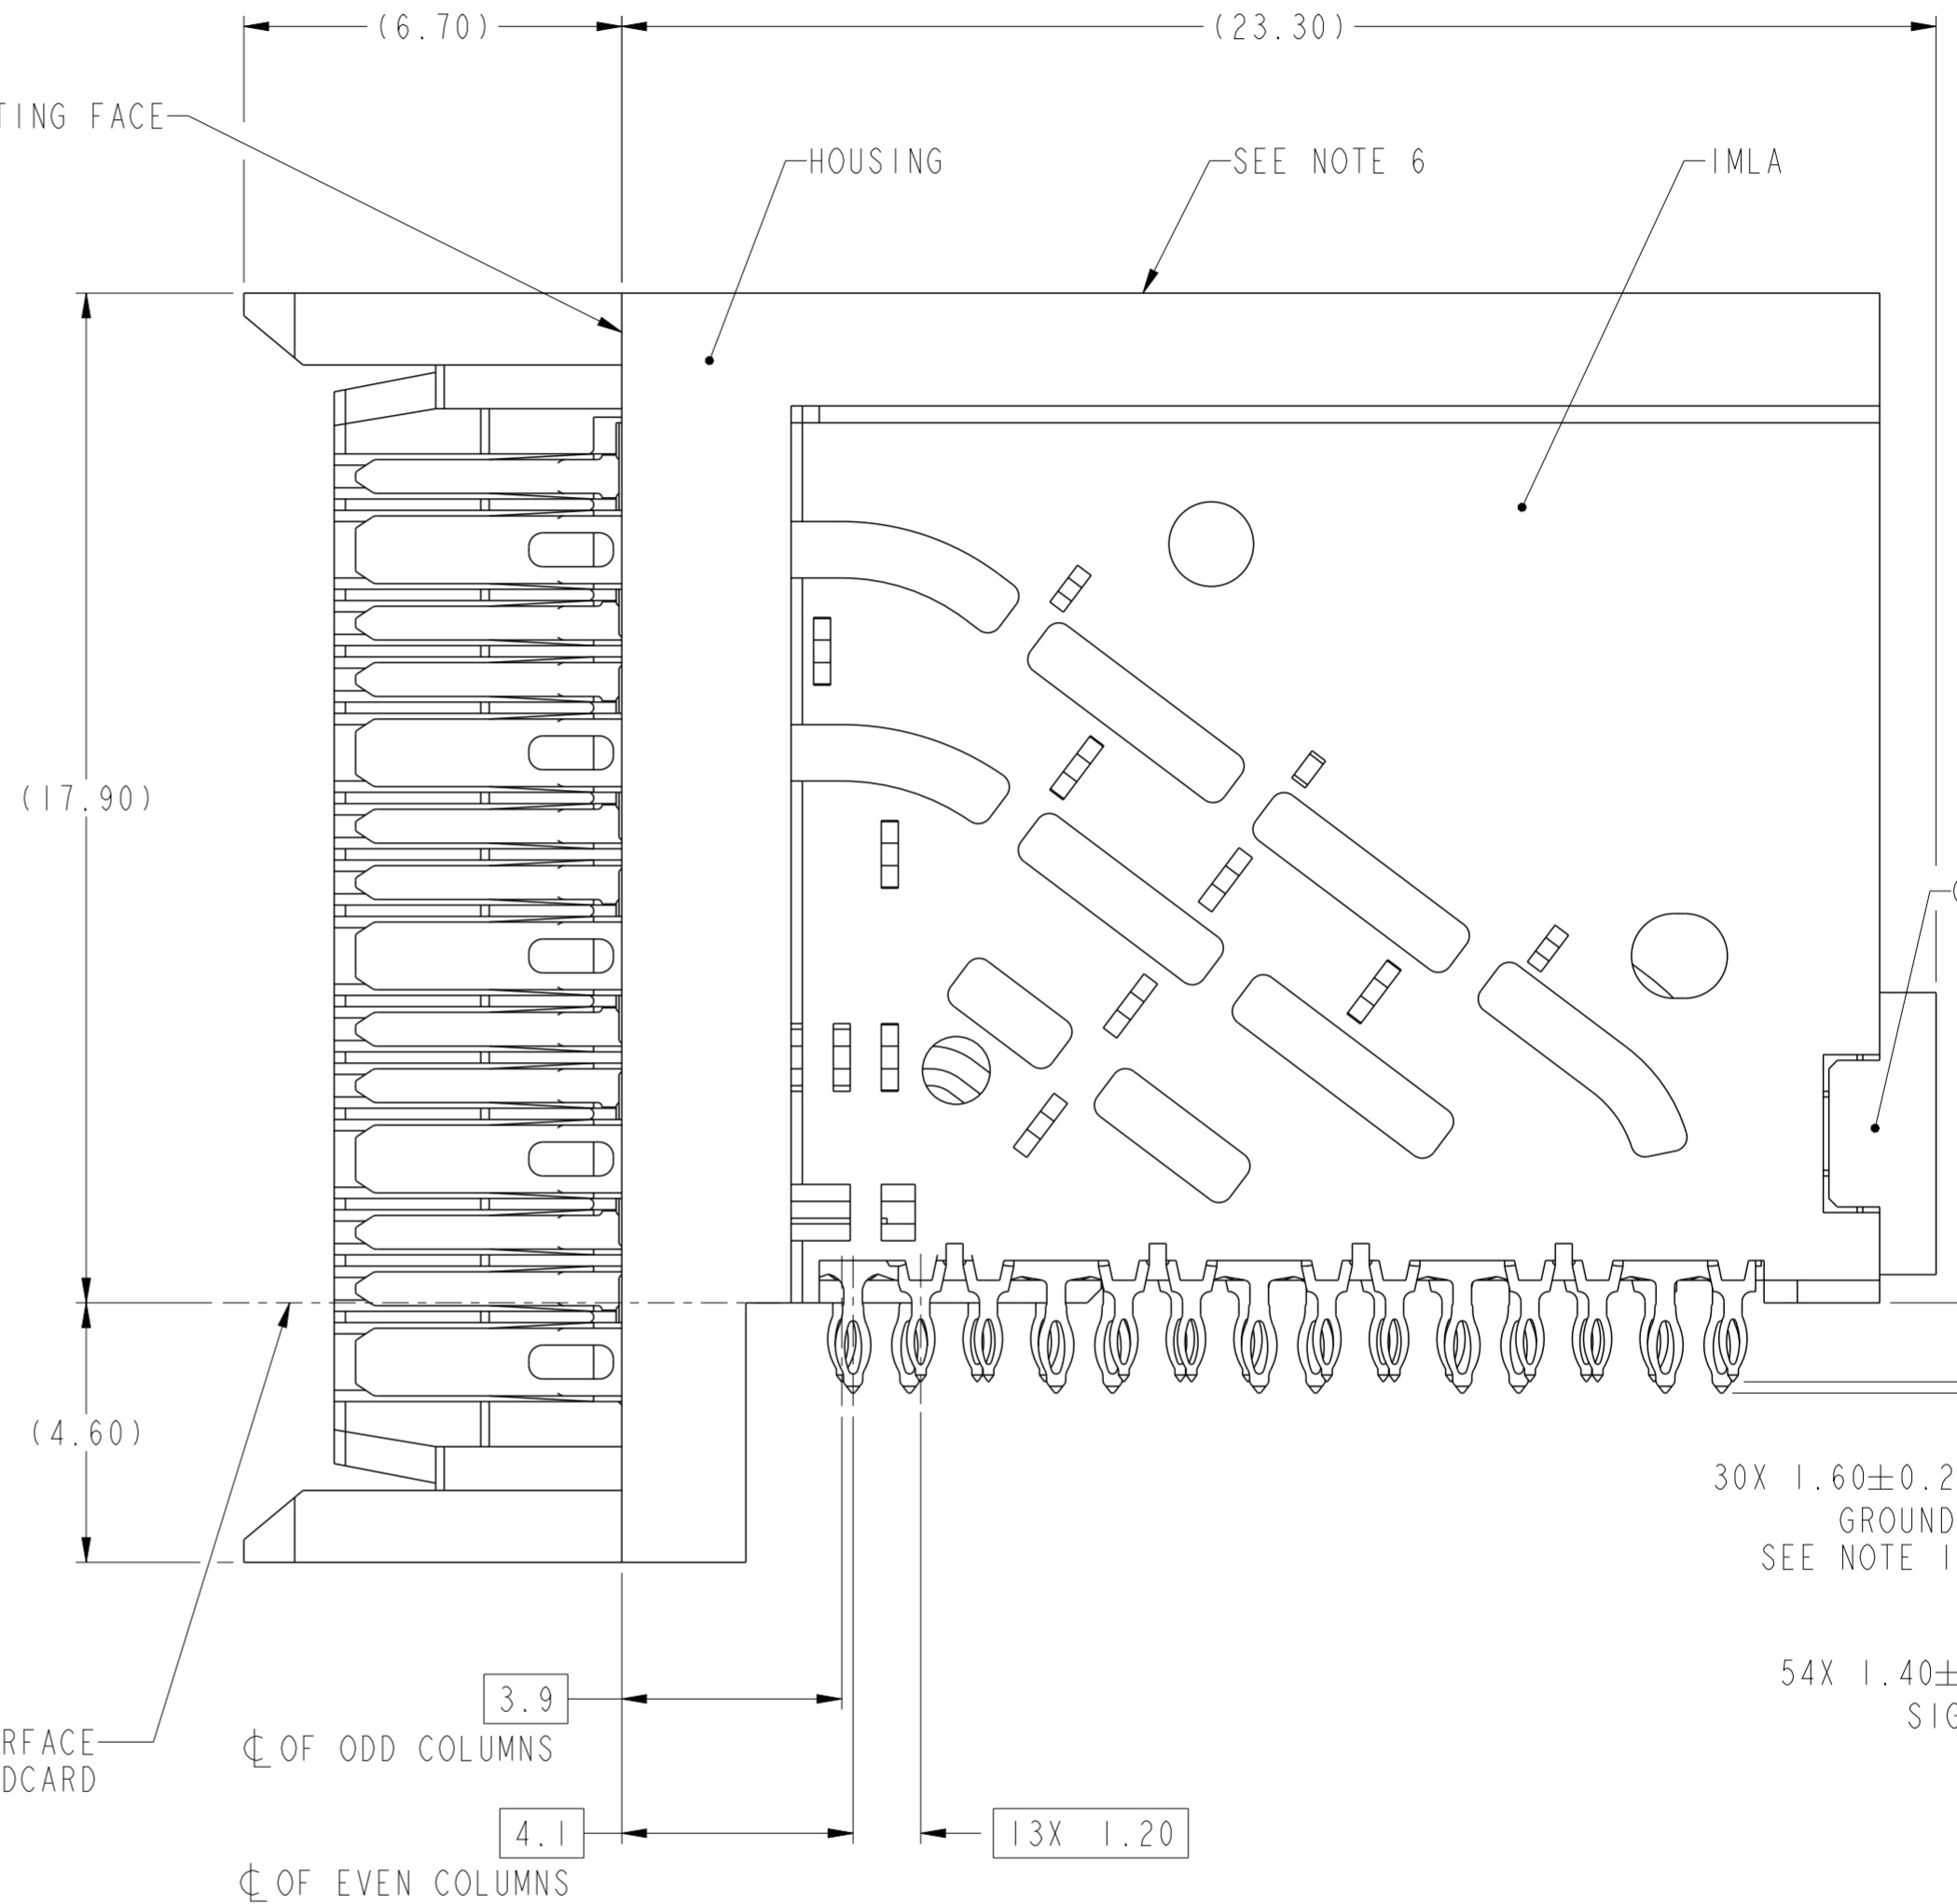 (6.70)
(23.30)
TING FACE
HOUSING
SEE NOTE 6
IMLA
(17.90)
(4.60)
30X 1.60±0.2
GROUND
SEE NOTE 1
54X 1.40±
SIG
3.9
℄ OF ODD COLUMNS
RFACE
DCARD
4.1
13X 1.20
℄ OF EVEN COLUMNS